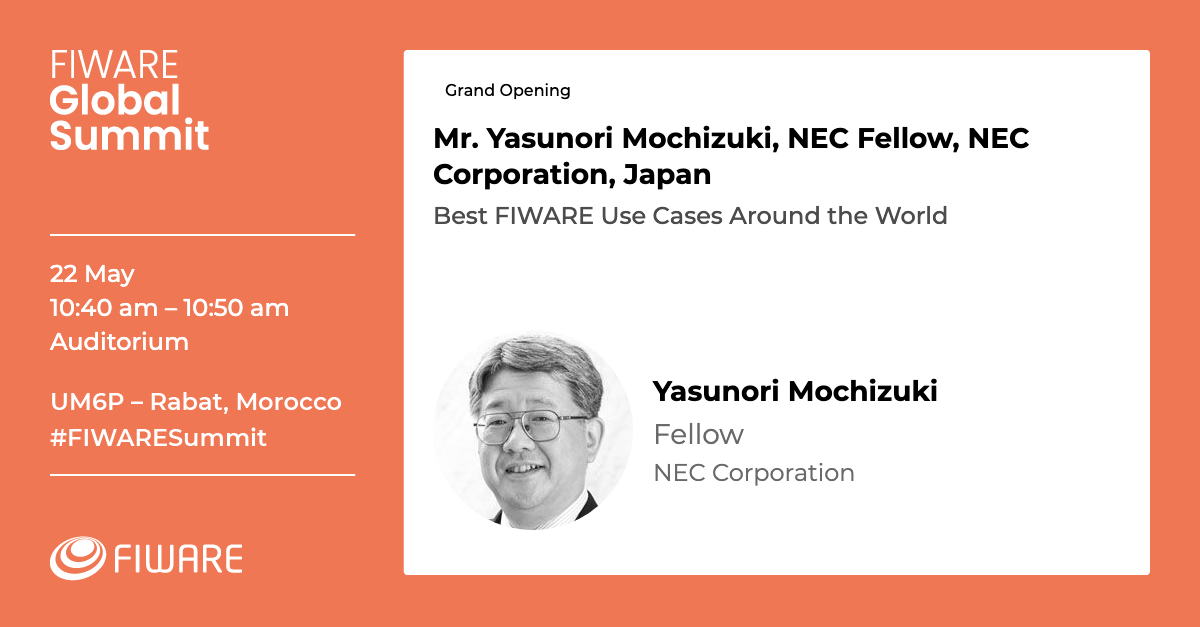 FIWARE
Global
Summit
22 May
10:40 am – 10:50 am
Auditorium
UM6P – Rabat, Morocco
#FIWARESummit
FIWARE
Grand Opening
Mr. Yasunori Mochizuki, NEC Fellow, NEC
Corporation, Japan
Best FIWARE Use Cases Around the World
Yasunori Mochizuki
Fellow
NEC Corporation